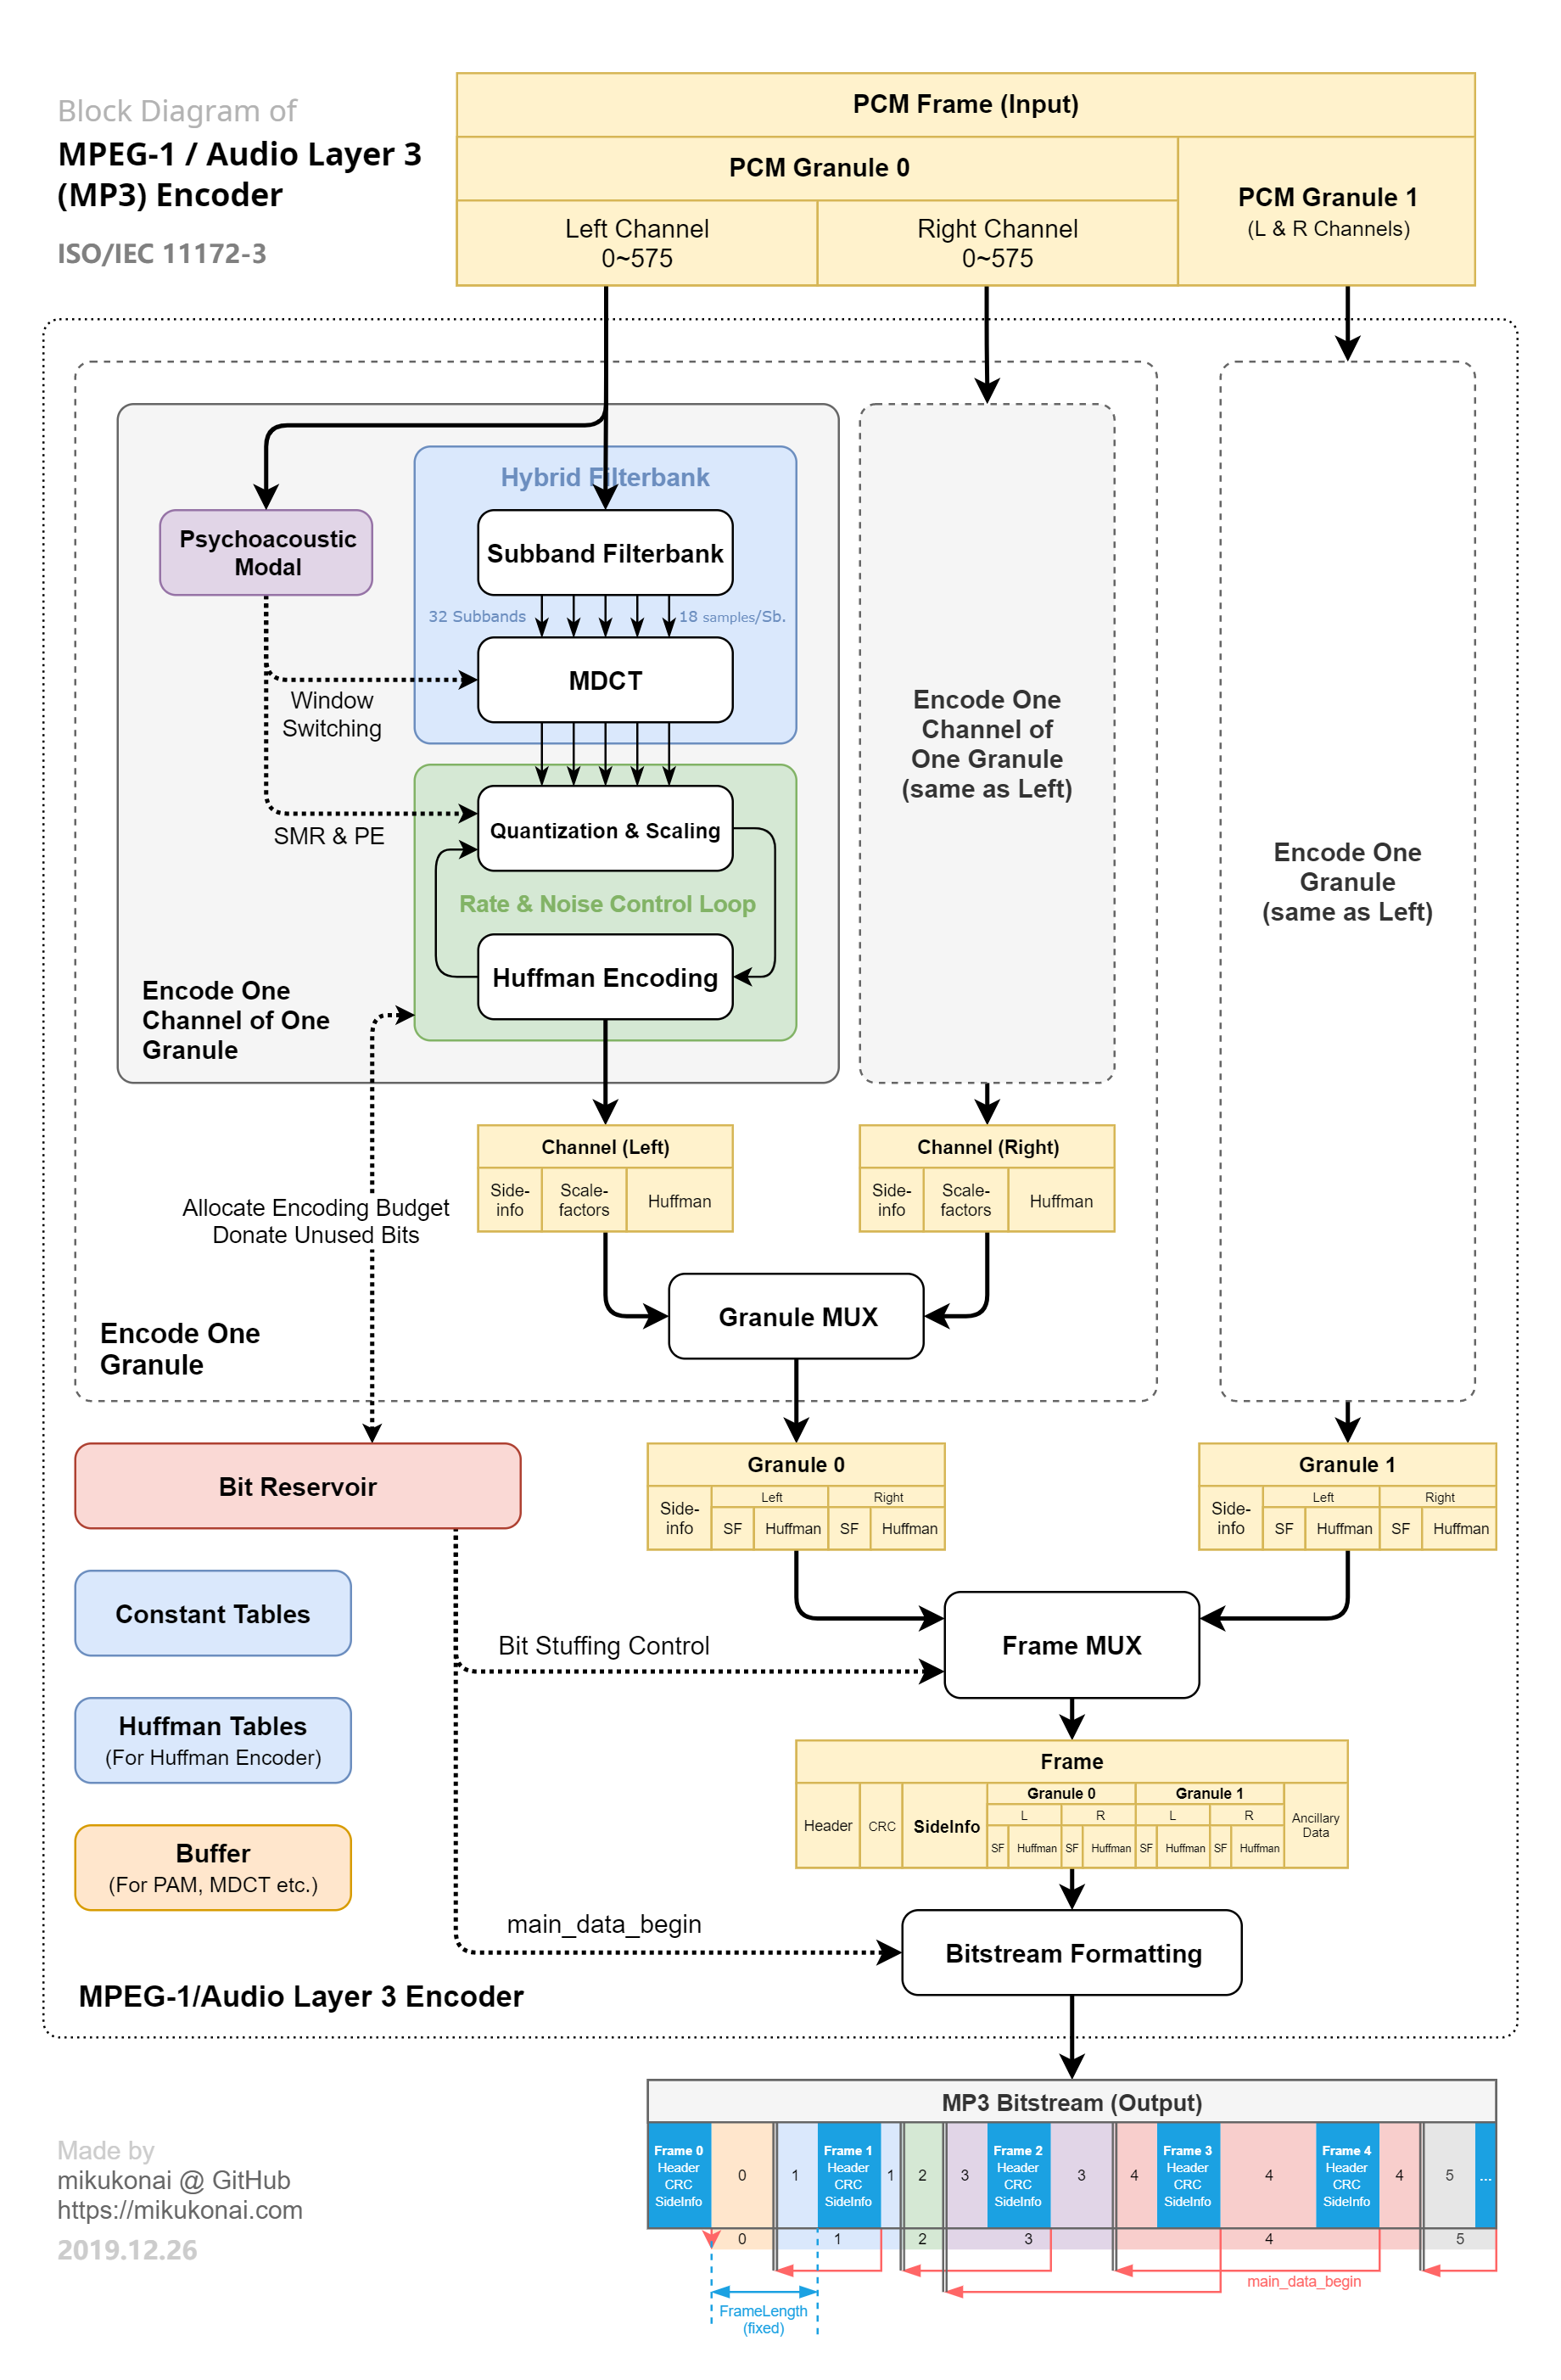 Block Diagram of
MPEG-1 / Audio Layer 3
(MP3) Encoder
ISO/IEC 11172-3
PCM Frame (Input)
PCM Granule 0
PCM Granule 1
(L & R Channels)
Left Channel
0~575
Right Channel
0~575
Hybrid Filterbank
Psychoacoustic
Modal
Subband Filterbank
32 Subbands
18 samples/Sb.
MDCT
Window
Switching
Quantization & Scaling
SMR & PE
Rate & Noise Control Loop
Huffman Encoding
Encode One
Channel of One
Granule
Encode One
Channel of
One Granule
(same as Left)
Encode One
Granule
(same as Left)
Channel (Left)
Side-
info
Scale-
factors
Huffman
Channel (Right)
Side-
info
Scale-
factors
Huffman
Allocate Encoding Budget
Donate Unused Bits
Granule MUX
Encode One
Granule
Bit Reservoir
Granule 0
Side-
info
Left
Right
SF
Huffman
SF
Huffman
Granule 1
Side-
info
Left
Right
SF
Huffman
SF
Huffman
Constant Tables
Bit Stuffing Control
Frame MUX
Huffman Tables
(For Huffman Encoder)
Frame
Header
CRC
SideInfo
Granule 0
Granule 1
L
R
L
R
SF
Huffman
SF
Huffman
SF
Huffman
SF
Huffman
Ancillary
Data
Buffer
(For PAM, MDCT etc.)
main_data_begin
Bitstream Formatting
MPEG-1/Audio Layer 3 Encoder
MP3 Bitstream (Output)
Frame 0
Header
CRC
SideInfo
0
1
Frame 1
Header
CRC
SideInfo
1
2
3
Frame 2
Header
CRC
SideInfo
3
4
Frame 3
Header
CRC
SideInfo
4
Frame 4
Header
CRC
SideInfo
4
5
...
0
1
2
3
4
5
main_data_begin
FrameLength
(fixed)
Made by
mikukonai @ GitHub
https://mikukonai.com
2019.12.26